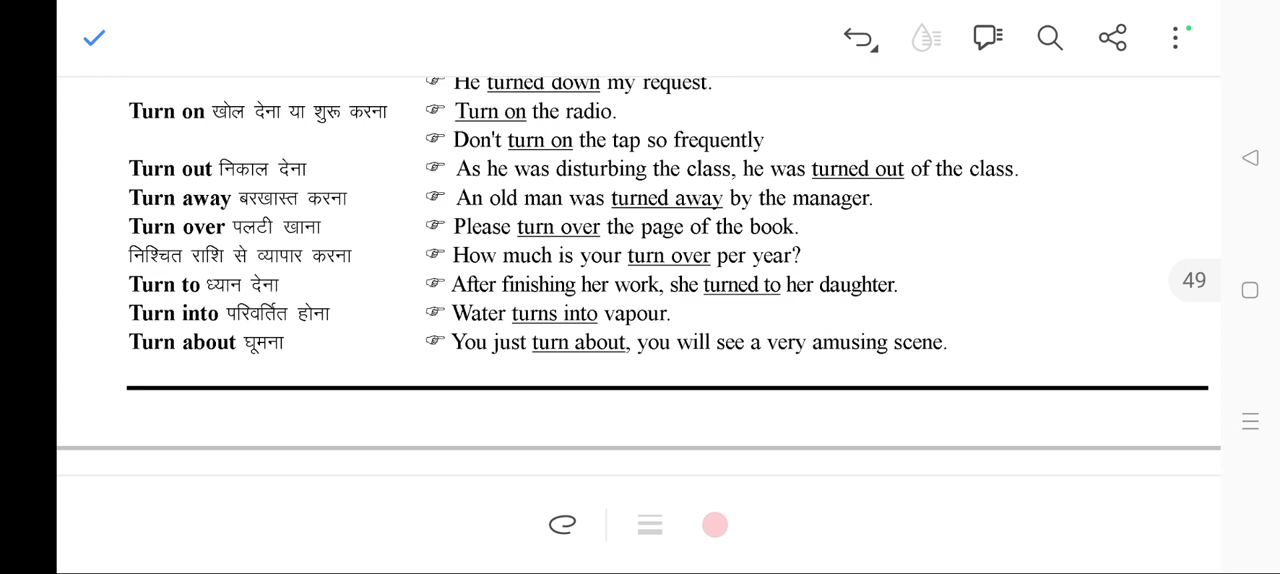 He turned down my request.
Turn on खोल देना या शुरू करना ☞ Turn on the radio.
☞ Don't turn on the tap so frequently
Turn out निकाल देना ☞ As he was disturbing the class, he was turned out of the class.
Turn away बरखास्त करना ☞ An old man was turned away by the manager.
Turn over पलटी खाना ☞ Please turn over the page of the book.
निश्चित राशि से व्यापार करना ☞ How much is your turn over per year?
49
Turn to ध्यान देना ☞ After finishing her work, she turned to her daughter.
Turn into परिवर्तित होना ☞ Water turns into vapour.
Turn about घूमना ☞ You just turn about, you will see a very amusing scene.